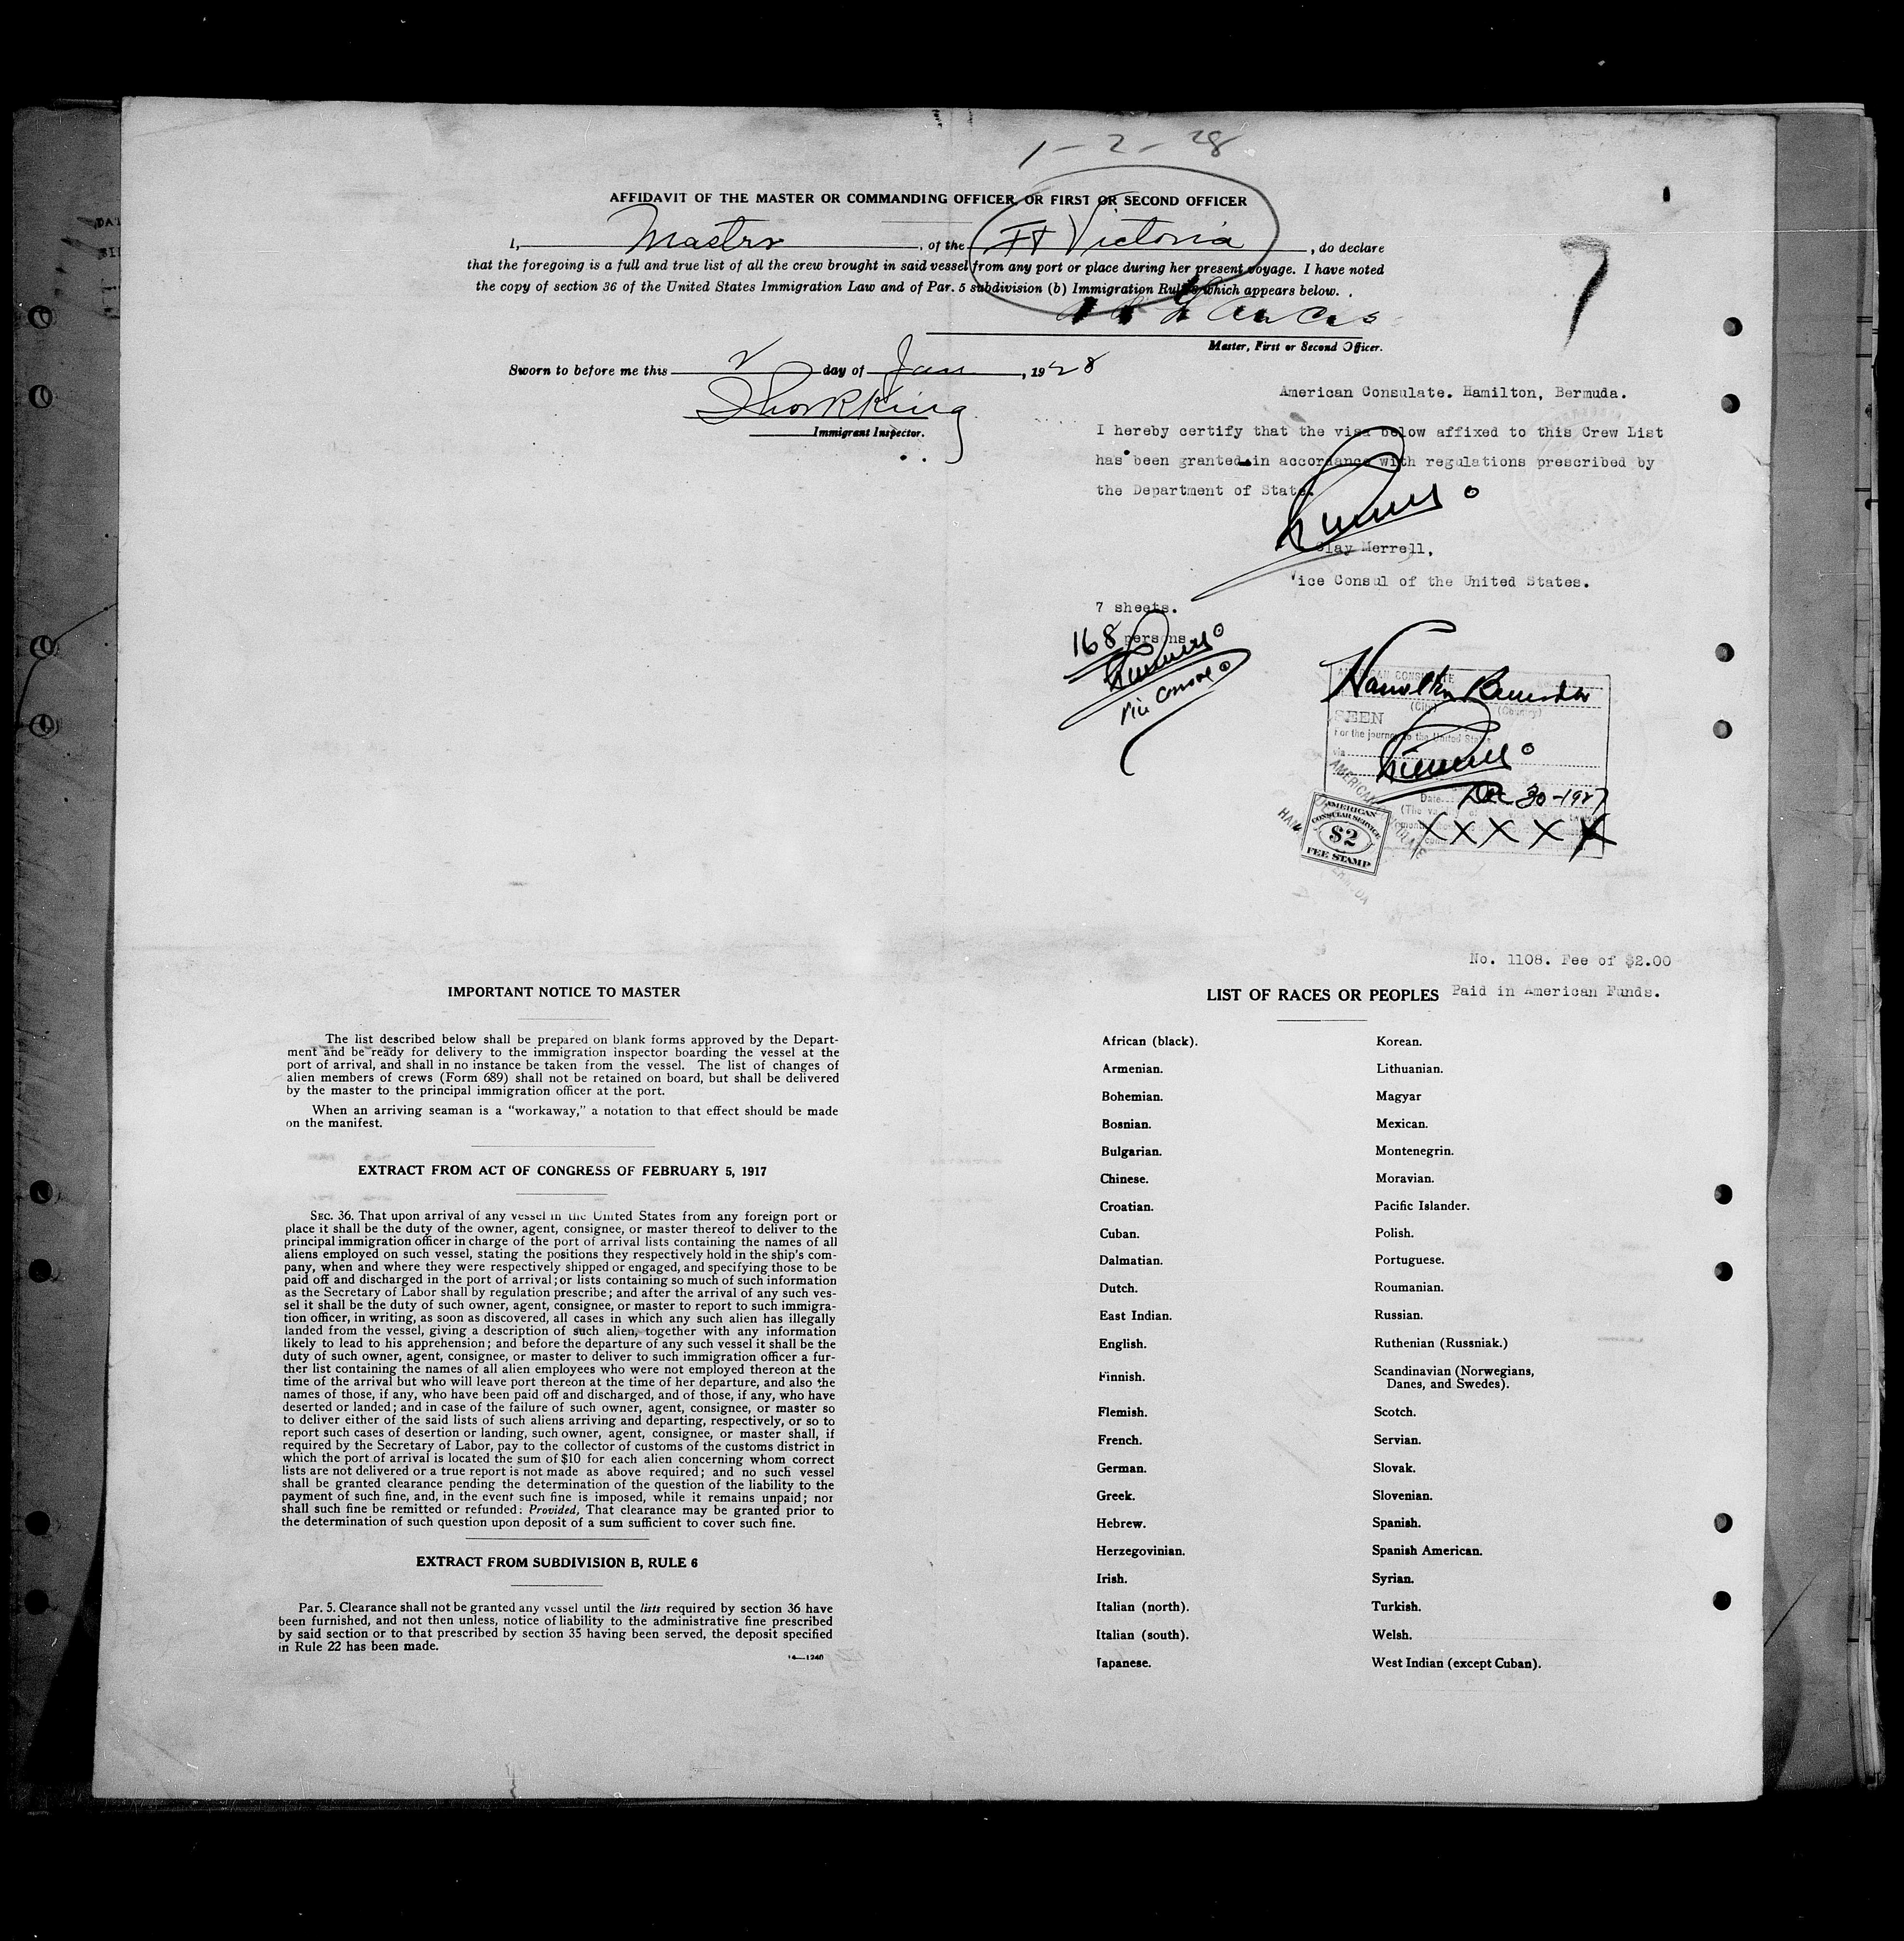 1-2-28
AFFIDAVIT OF THE MASTER OR COMMANDING OFFICER, OR FIRST OR SECOND OFFICER
I, Master, of the Ft Victoria, do declare
that the foregoing is a full and true list of all the crew brought in said vessel from any port or place during her present voyage. I have noted
the copy of section 36 of the United States Immigration Law and of Par. 5 subdivision (b) Immigration Rules which appears below.
7
Master, First or Second Officer.
Sworn to before me this 2 day of Jan, 1928
Immigrant Inspector.
American Consulate. Hamilton, Bermuda.
I hereby certify that the visa below affixed to this Crew List
has been granted in accordance with regulations prescribed by
the Department of State.
Clay Merrell,
Vice Consul of the United States.
7 sheets.
168 persons
Vice Consul
AMERICAN CONSULATE
Hamilton Bermuda
(City) (Country)
SEEN
For the journey to the United States
via
Date Dec 30-1927
(The
XXXXX
AMERICAN
CONSULAR SERVICE
$2
FEE STAMP
No. 1108. Fee of $2.00
Paid in American Funds.
IMPORTANT NOTICE TO MASTER
The list described below shall be prepared on blank forms approved by the Depart-
ment and be ready for delivery to the immigration inspector boarding the vessel at the
port of arrival, and shall in no instance be taken from the vessel. The list of changes of
alien members of crews (Form 689) shall not be retained on board, but shall be delivered
by the master to the principal immigration officer at the port.
When an arriving seaman is a “workaway,” a notation to that effect should be made
on the manifest.
EXTRACT FROM ACT OF CONGRESS OF FEBRUARY 5, 1917
SEC. 36. That upon arrival of any vessel in the United States from any foreign port or
place it shall be the duty of the owner, agent, consignee, or master thereof to deliver to the
principal immigration officer in charge of the port of arrival lists containing the names of all
aliens employed on such vessel, stating the positions they respectively hold in the ship's com-
pany, when and where they were respectively shipped or engaged, and specifying those to be
paid off and discharged in the port of arrival; or lists containing so much of such information
as the Secretary of Labor shall by regulation prescribe; and after the arrival of any such ves-
sel it shall be the duty of such owner, agent, consignee, or master to report to such immigra-
tion officer, in writing, as soon as discovered, all cases in which any such alien has illegally
landed from the vessel, giving a description of such alien, together with any information
likely to lead to his apprehension; and before the departure of any such vessel it shall be the
duty of such owner, agent, consignee, or master to deliver to such immigration officer a fur-
ther list containing the names of all alien employees who were not employed thereon at the
time of the arrival but who will leave port thereon at the time of her departure, and also the
names of those, if any, who have been paid off and discharged, and of those, if any, who have
deserted or landed; and in case of the failure of such owner, agent, consignee, or master so
to deliver either of the said lists of such aliens arriving and departing, respectively, or so to
report such cases of desertion or landing, such owner, agent, consignee, or master shall, if
required by the Secretary of Labor, pay to the collector of customs of the customs district in
which the port of arrival is located the sum of $10 for each alien concerning whom correct
lists are not delivered or a true report is not made as above required; and no such vessel
shall be granted clearance pending the determination of the question of the liability to the
payment of such fine, and, in the event such fine is imposed, while it remains unpaid; nor
shall such fine be remitted or refunded: Provided, That clearance may be granted prior to
the determination of such question upon deposit of a sum sufficient to cover such fine.
EXTRACT FROM SUBDIVISION B, RULE 6
Par. 5. Clearance shall not be granted any vessel until the lists required by section 36 have
been furnished, and not then unless, notice of liability to the administrative fine prescribed
by said section or to that prescribed by section 35 having been served, the deposit specified
in Rule 22 has been made.
14—1240
LIST OF RACES OR PEOPLES
African (black).
Armenian.
Bohemian.
Bosnian.
Bulgarian.
Chinese.
Croatian.
Cuban.
Dalmatian.
Dutch.
East Indian.
English.
Finnish.
Flemish.
French.
German.
Greek.
Hebrew.
Herzegovinian.
Irish.
Italian (north).
Italian (south).
Japanese.
Korean.
Lithuanian.
Magyar
Mexican.
Montenegrin.
Moravian.
Pacific Islander.
Polish.
Portuguese.
Roumanian.
Russian.
Ruthenian (Russniak.)
Scandinavian (Norwegians,
Danes, and Swedes).
Scotch.
Servian.
Slovak.
Slovenian.
Spanish.
Spanish American.
Syrian.
Turkish.
Welsh.
West Indian (except Cuban).